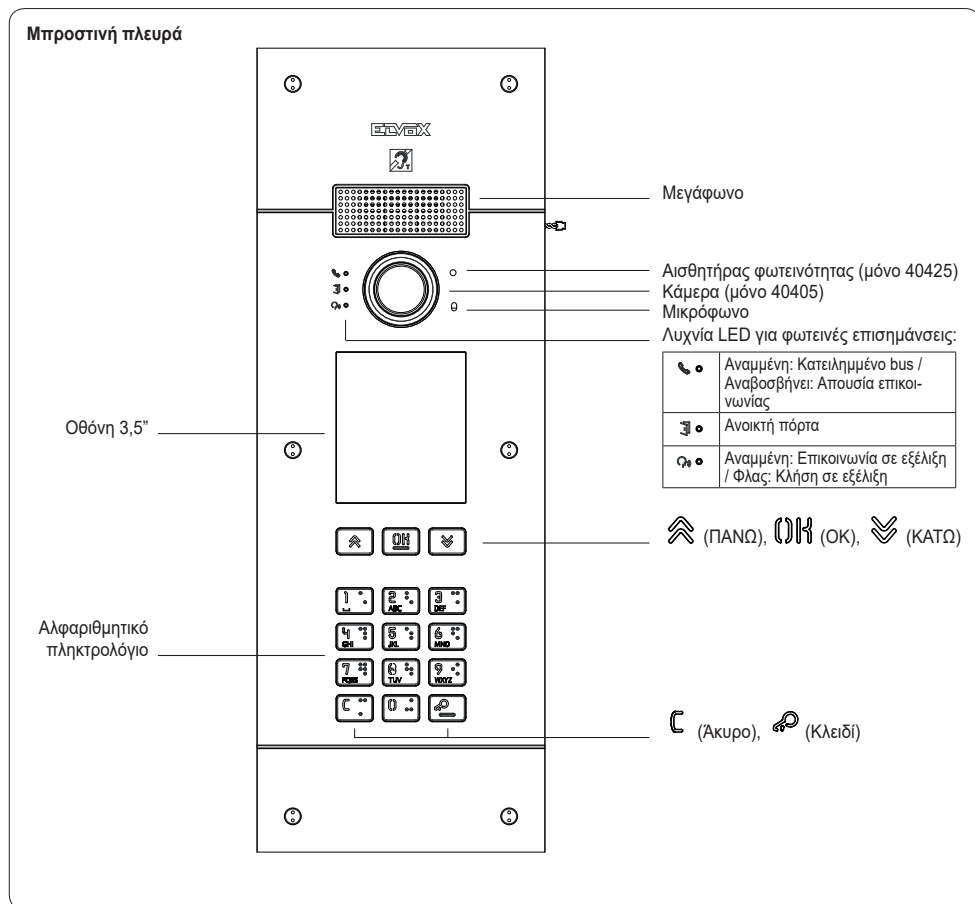 Μπροστινή πλευρά
ELVOX
T
Μεγάφωνο
Αισθητήρας φωτεινότητας (μόνο 40425)
Κάμερα (μόνο 40405)
Μικρόφωνο
Λυχνία LED για φωτεινές επισημάνσεις:
Αναμμένη: Κατειλημμένο bus /
Αναβοσβήνει: Απουσία επικοι-
νωνίας
Ανοικτή πόρτα
Αναμμένη: Επικοινωνία σε εξέλιξη
/ Φλας: Κλήση σε εξέλιξη
Οθόνη 3,5”
OK
(ΠΑΝΩ), OK (OK), (ΚΑΤΩ)
1 2 3
ABC DEF
4 5 6
GHI JKL MNO
7 8 9
PQRS TUV WXYZ
C 0
Αλφαριθμητικό
πληκτρολόγιο
C (Άκυρο), (Κλειδί)